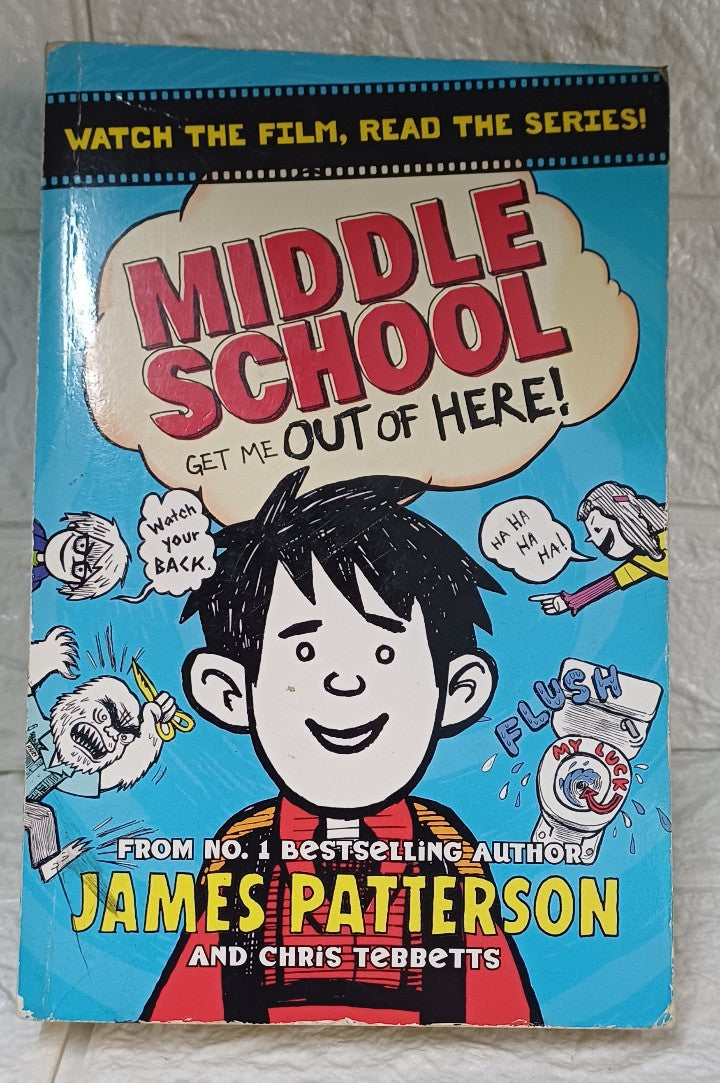 WATCH THE FILM, READ THE SERIES!
MIDDLE
SCHOOL
GET ME OUT OF HERE!
Watch
your
BACK.
HA HA
HA
HA!
FLUSH
MY LUCK
FROM NO. 1 BESTSELLING AUTHOR
JAMES PATTERSON
AND CHRIS TEBBETTS